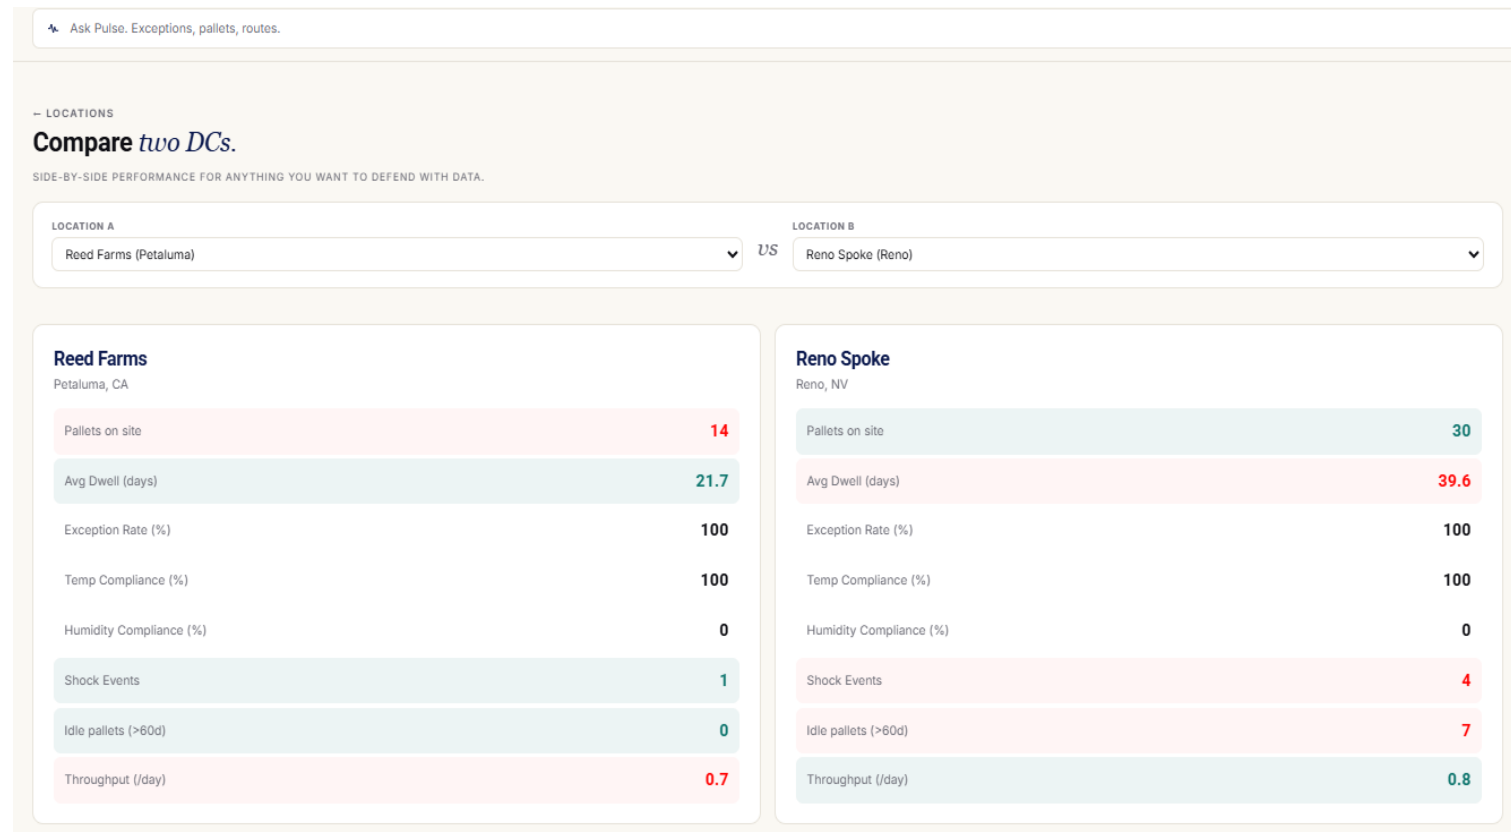 Ask Pulse. Exceptions, pallets, routes.
← LOCATIONS
Compare two DCs.
SIDE-BY-SIDE PERFORMANCE FOR ANYTHING YOU WANT TO DEFEND WITH DATA.
LOCATION A
Reed Farms (Petaluma)
vs
LOCATION B
Reno Spoke (Reno)
Reed Farms
Petaluma, CA
Pallets on site 14
Avg Dwell (days) 21.7
Exception Rate (%) 100
Temp Compliance (%) 100
Humidity Compliance (%) 0
Shock Events 1
Idle pallets (>60d) 0
Throughput (/day) 0.7
Reno Spoke
Reno, NV
Pallets on site 30
Avg Dwell (days) 39.6
Exception Rate (%) 100
Temp Compliance (%) 100
Humidity Compliance (%) 0
Shock Events 4
Idle pallets (>60d) 7
Throughput (/day) 0.8